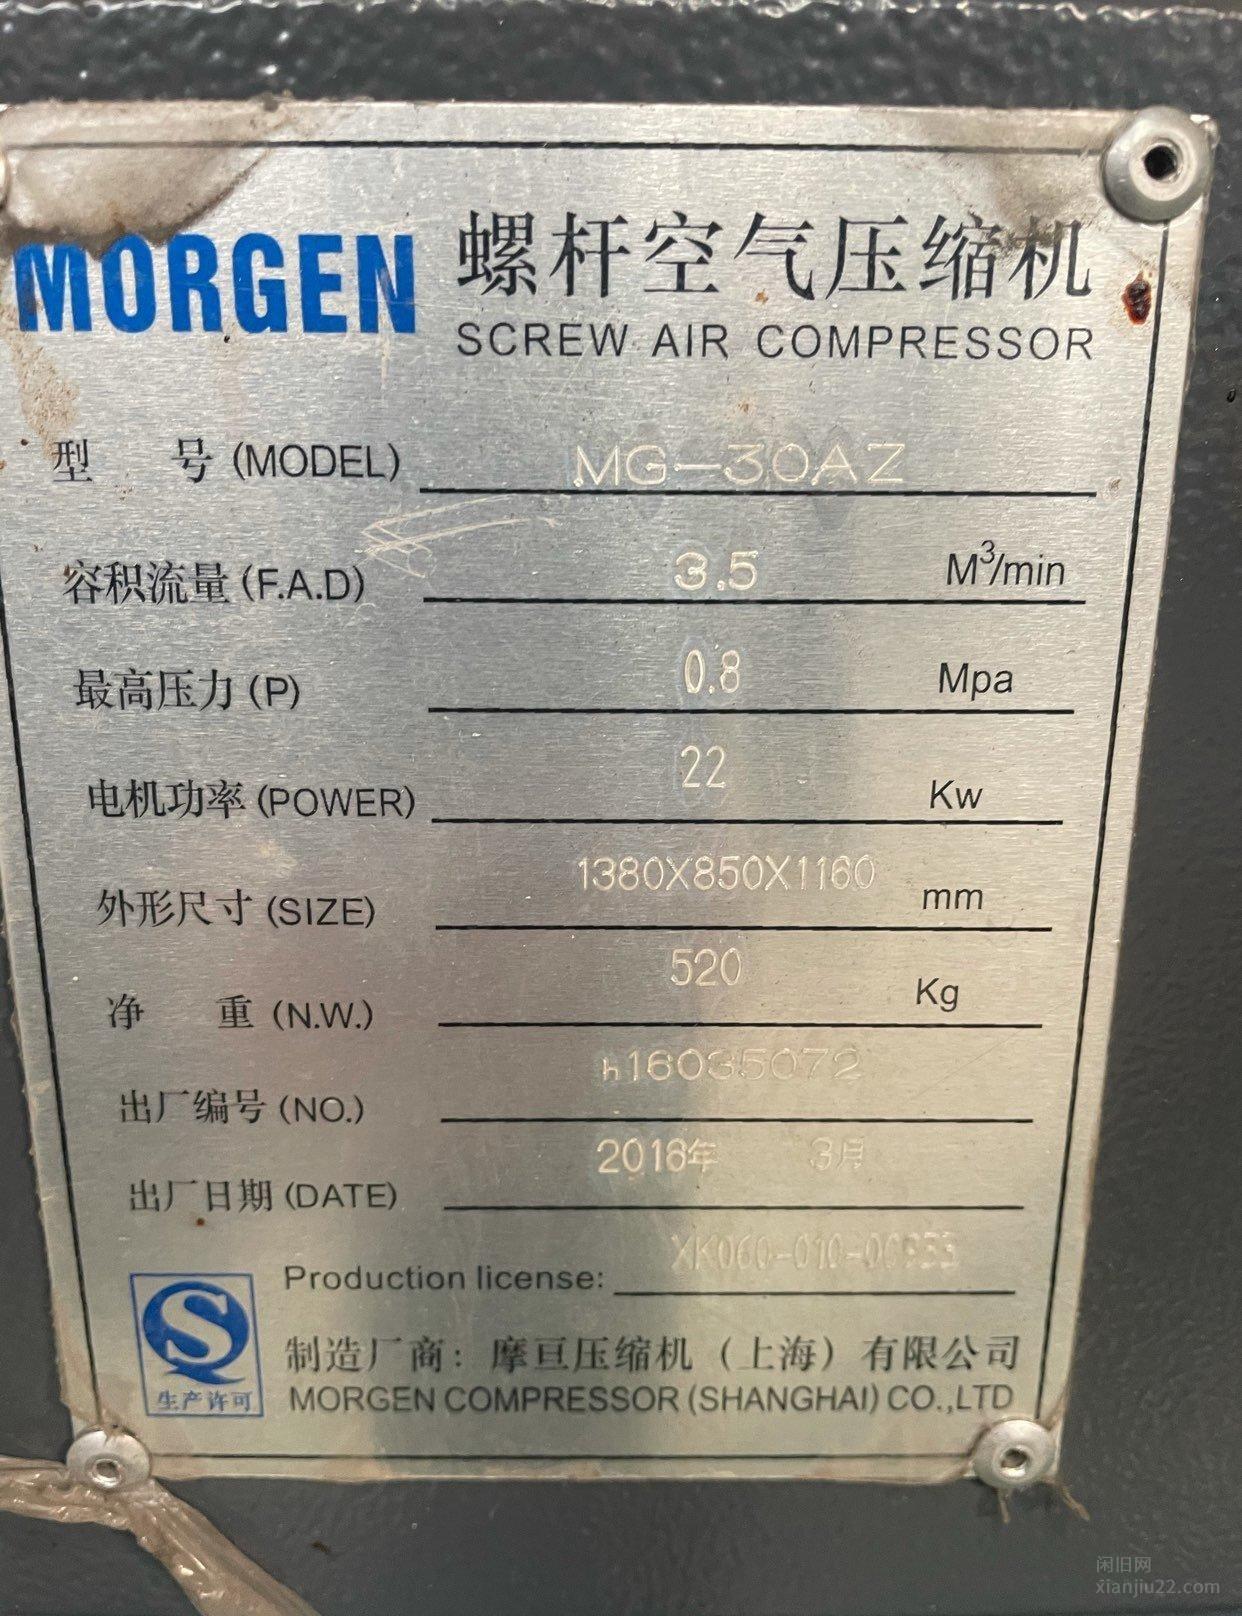 MORGEN 螺杆空气压缩机
SCREW AIR COMPRESSOR
型 号 (MODEL) MG-30AZ
容积流量 (F.A.D) 3.5 M³/min
最高压力 (P) 0.8 Mpa
电机功率 (POWER) 22 Kw
外形尺寸 (SIZE) 1380X850X1160 mm
净 重 (N.W.) 520 Kg
出厂编号 (NO.) h16035072
出厂日期 (DATE) 2016年 3月
Production license: XK060-010-00933
生产许可
制造厂商：摩亘压缩机（上海）有限公司
MORGEN COMPRESSOR (SHANGHAI) CO.,LTD
闲旧网
xianjiu22.com